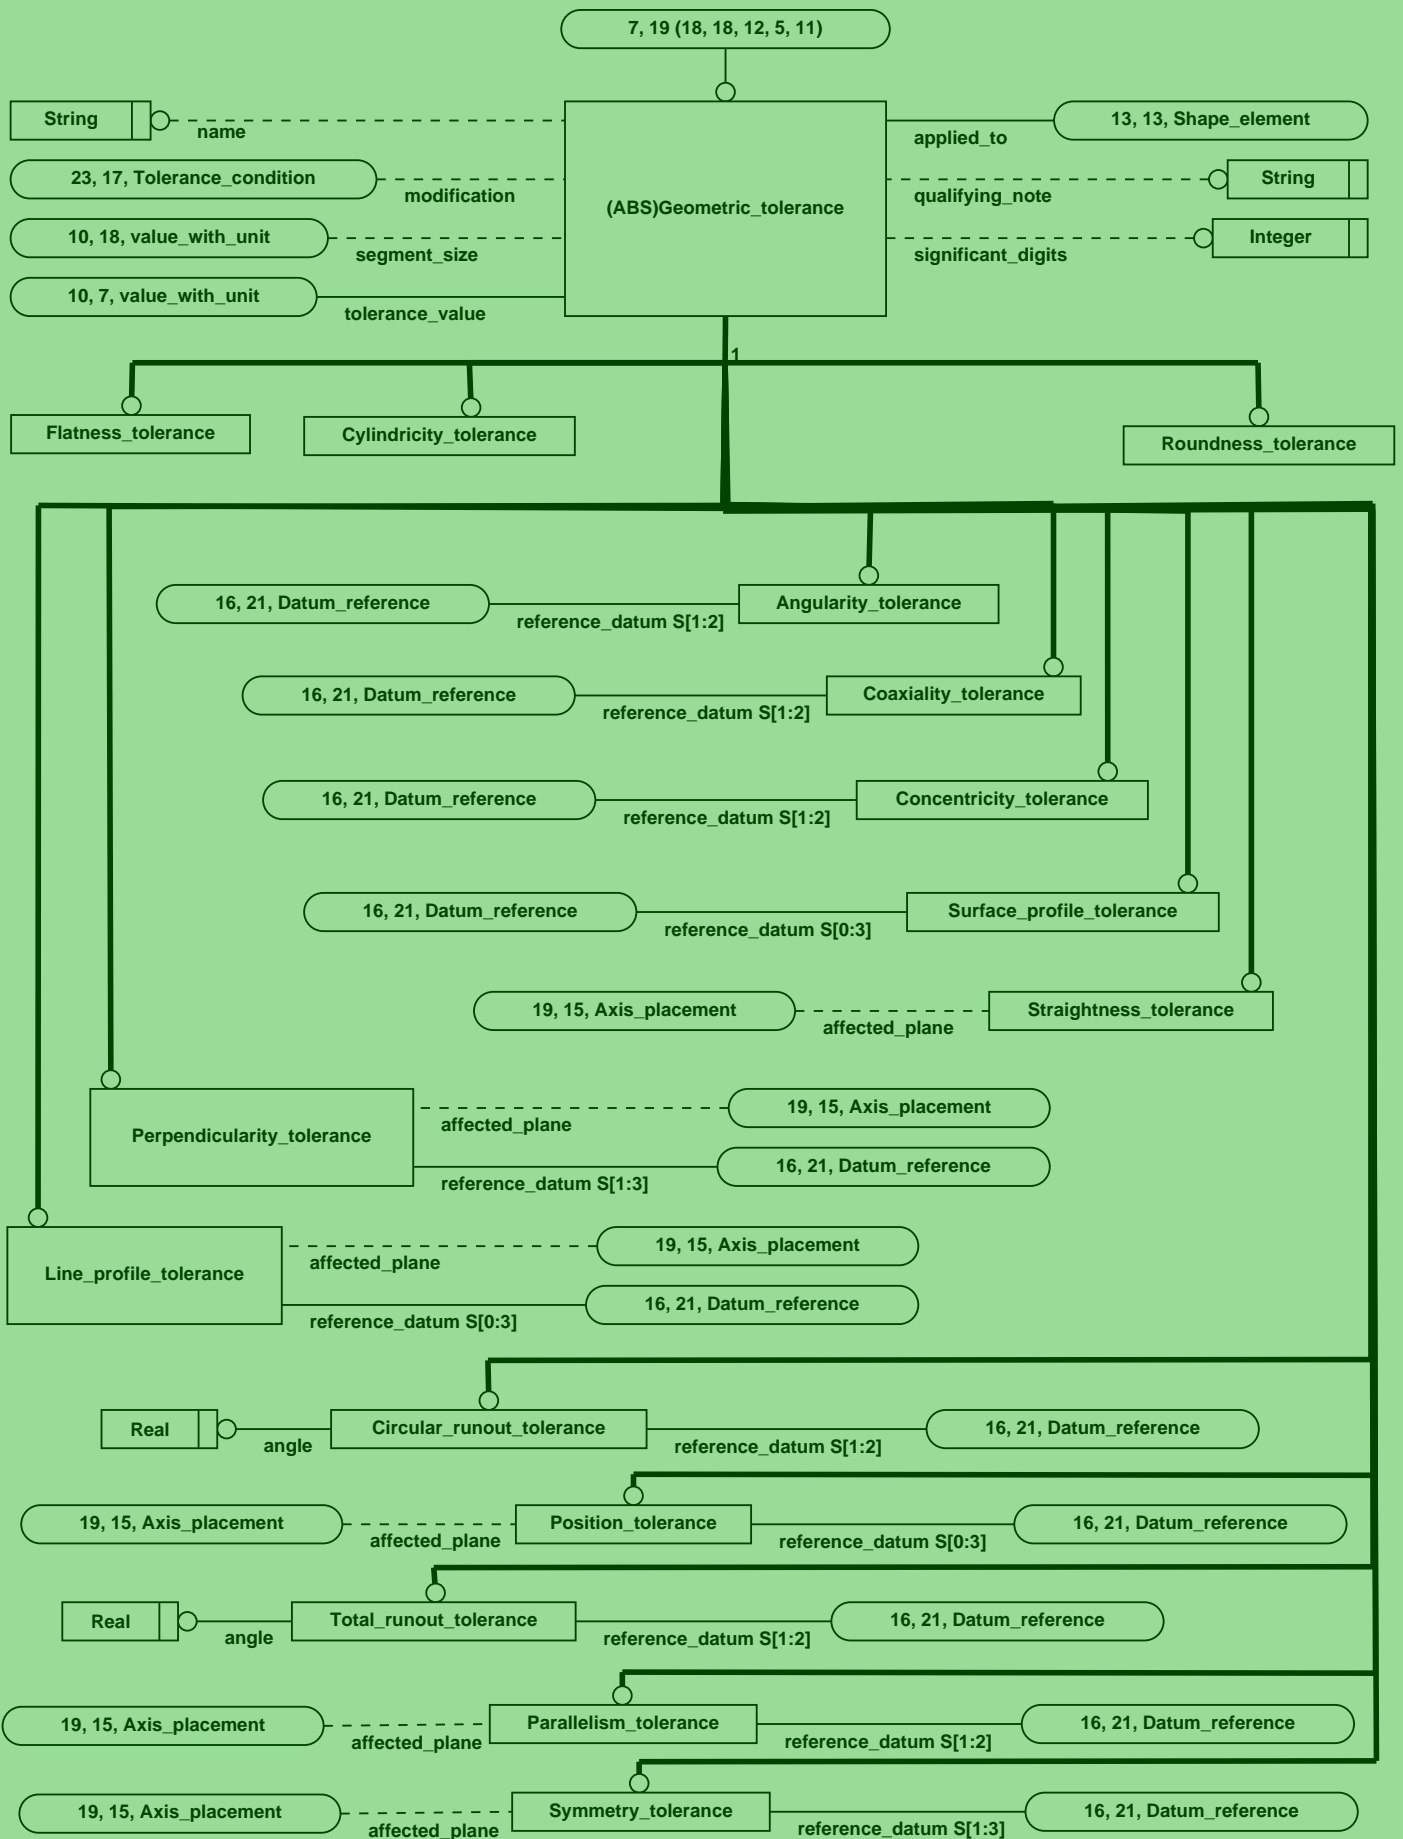 7, 19 (18, 18, 12, 5, 11)
String
name
13, 13, Shape_element
applied_to
23, 17, Tolerance_condition
modification
(ABS)Geometric_tolerance
String
qualifying_note
10, 18, value_with_unit
segment_size
Integer
significant_digits
10, 7, value_with_unit
tolerance_value
1
Flatness_tolerance
Cylindricity_tolerance
Roundness_tolerance
16, 21, Datum_reference
reference_datum S[1:2]
Angularity_tolerance
16, 21, Datum_reference
reference_datum S[1:2]
Coaxiality_tolerance
16, 21, Datum_reference
reference_datum S[1:2]
Concentricity_tolerance
16, 21, Datum_reference
reference_datum S[0:3]
Surface_profile_tolerance
19, 15, Axis_placement
affected_plane
Straightness_tolerance
Perpendicularity_tolerance
affected_plane
19, 15, Axis_placement
reference_datum S[1:3]
16, 21, Datum_reference
Line_profile_tolerance
affected_plane
19, 15, Axis_placement
reference_datum S[0:3]
16, 21, Datum_reference
Real
angle
Circular_runout_tolerance
reference_datum S[1:2]
16, 21, Datum_reference
19, 15, Axis_placement
affected_plane
Position_tolerance
reference_datum S[0:3]
16, 21, Datum_reference
Real
angle
Total_runout_tolerance
reference_datum S[1:2]
16, 21, Datum_reference
19, 15, Axis_placement
affected_plane
Parallelism_tolerance
reference_datum S[1:2]
16, 21, Datum_reference
19, 15, Axis_placement
affected_plane
Symmetry_tolerance
reference_datum S[1:3]
16, 21, Datum_reference